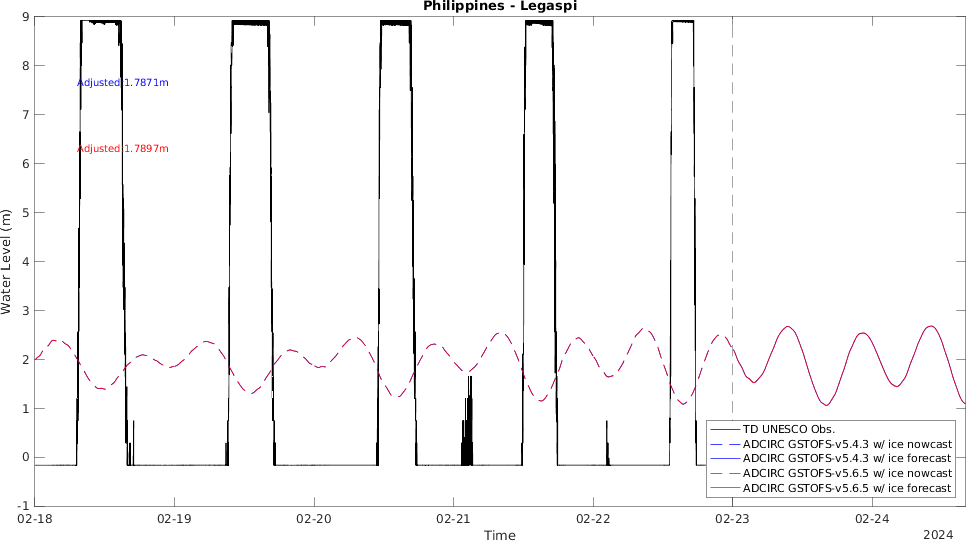 Philippines - Legaspi
9
8
7
6
5
4
3
2
1
0
-1
Water Level (m)
Adjusted 1.7871m
Adjusted 1.7897m
TD UNESCO Obs.
ADCIRC GSTOFS-v5.4.3 w/ ice nowcast
ADCIRC GSTOFS-v5.4.3 w/ ice forecast
ADCIRC GSTOFS-v5.6.5 w/ ice nowcast
ADCIRC GSTOFS-v5.6.5 w/ ice forecast
02-18 02-19 02-20 02-21 02-22 02-23 02-24
Time
2024